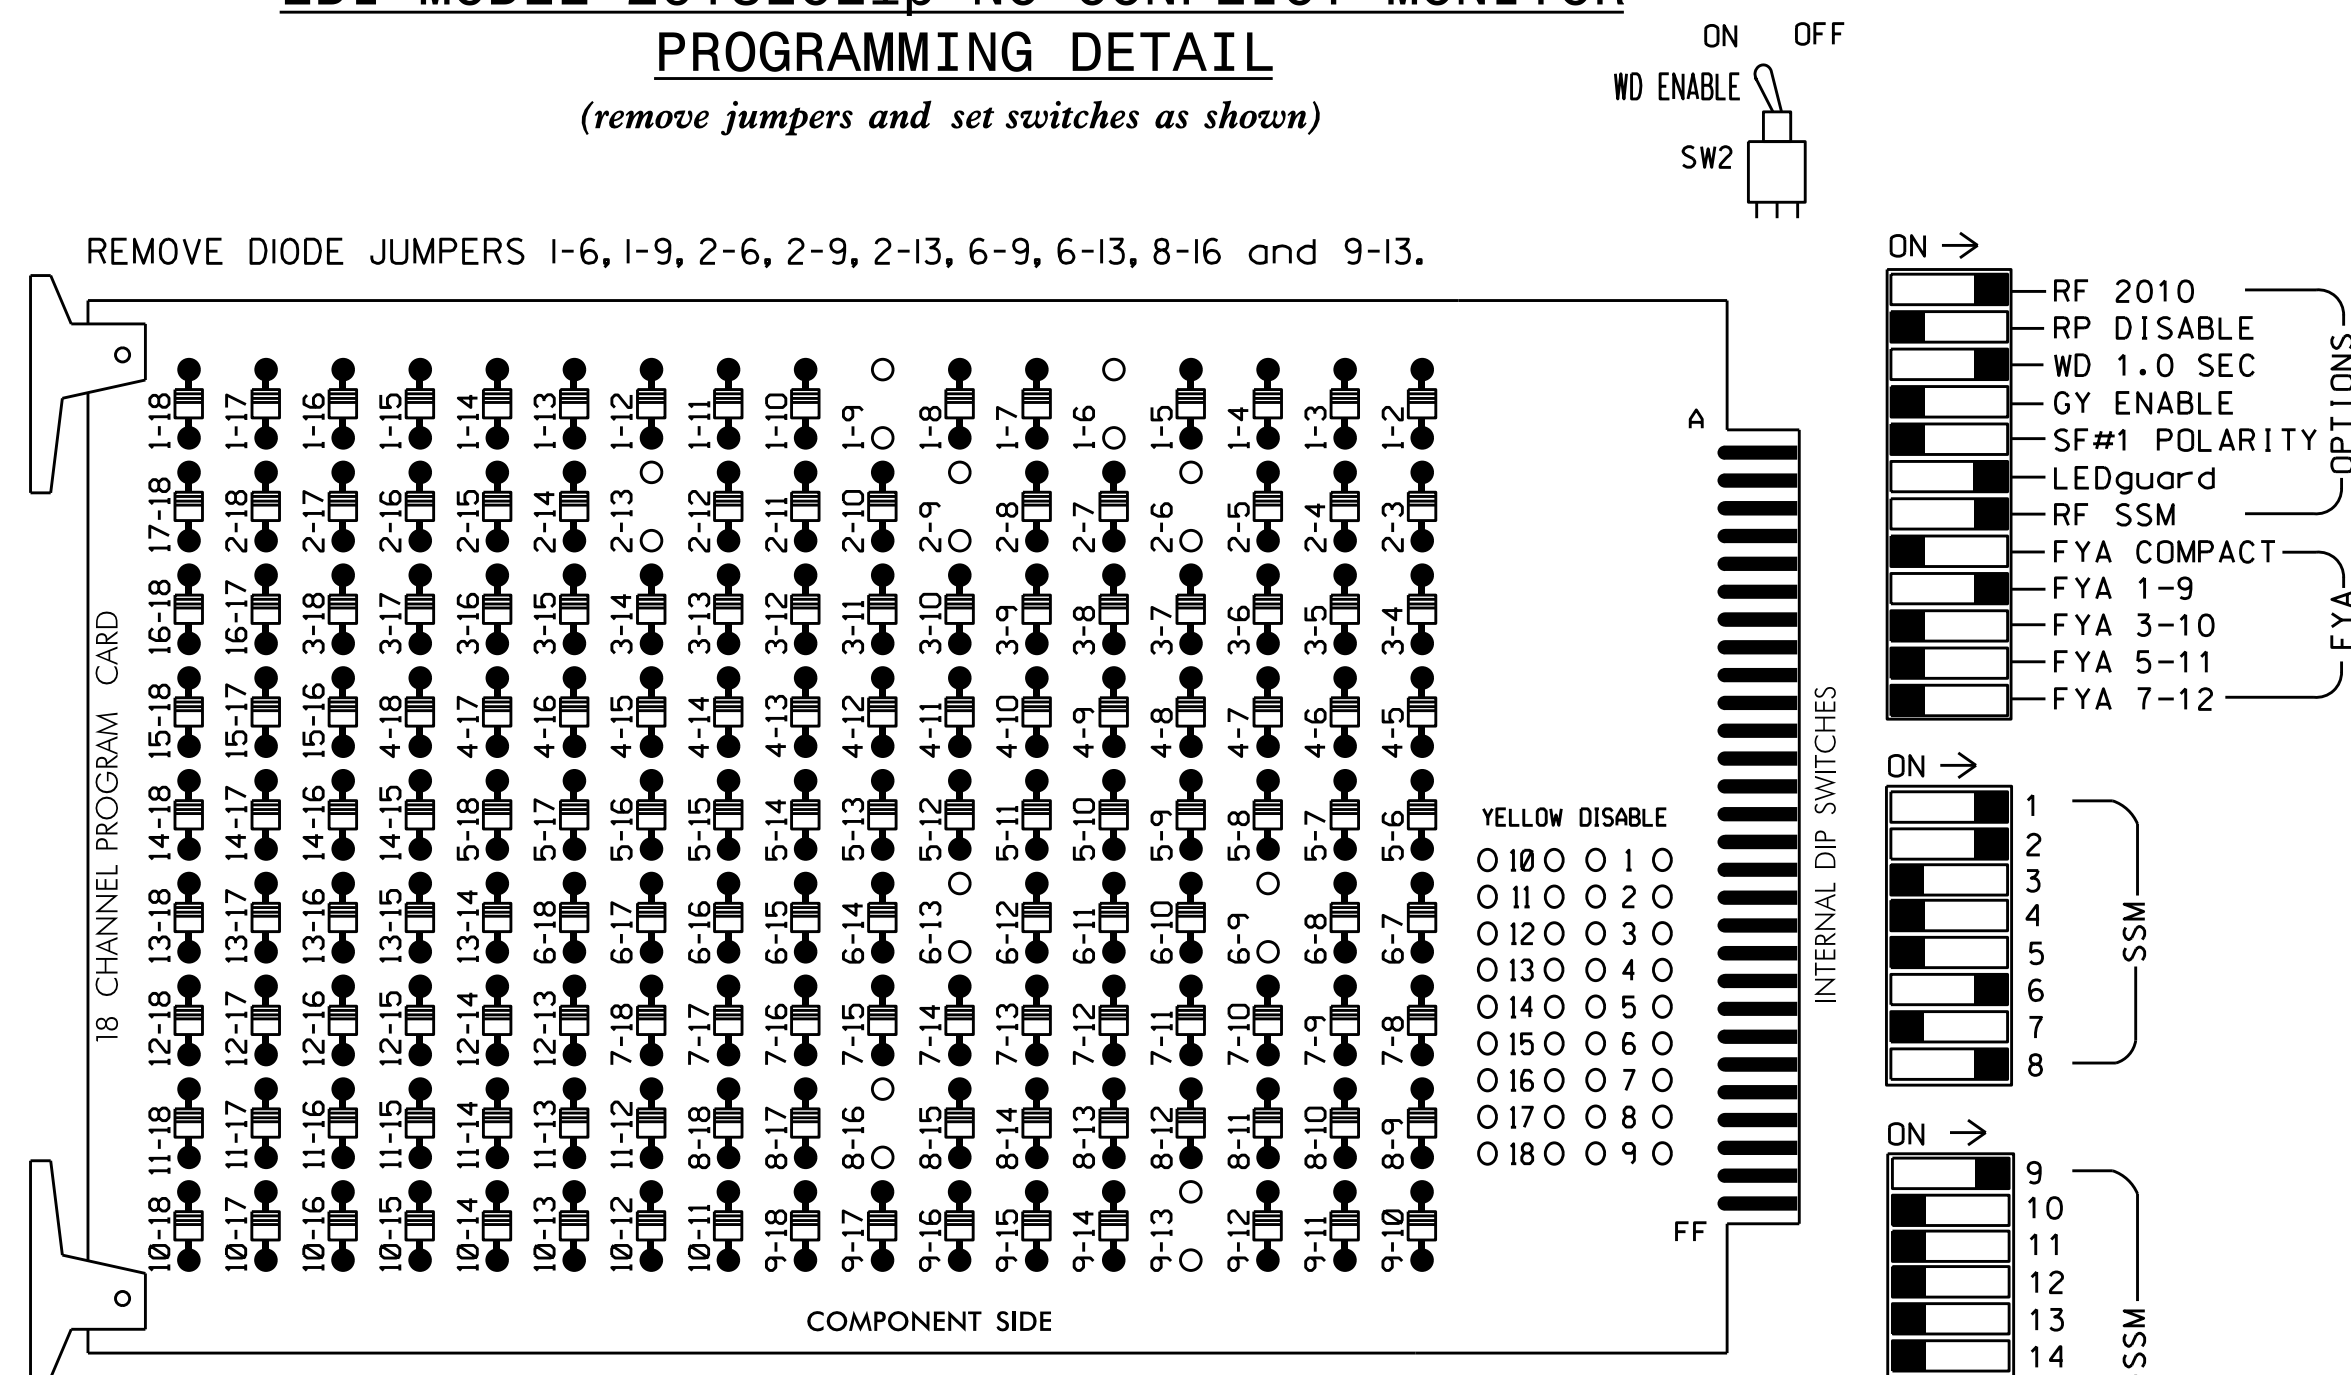 PROGRAMMING DETAIL
(remove jumpers and set switches as shown)
ON OFF
WD ENABLE
SW2
REMOVE DIODE JUMPERS 1-6, 1-9, 2-6, 2-9, 2-13, 6-9, 6-13, 8-16 and 9-13.
18 CHANNEL PROGRAM CARD
1-18 1-17 1-16 1-15 1-14 1-13 1-12 1-11 1-10 1-9 1-8 1-7 1-6 1-5 1-4 1-3 1-2
17-18 2-18 2-17 2-16 2-15 2-14 2-13 2-12 2-11 2-10 2-9 2-8 2-7 2-6 2-5 2-4 2-3
16-18 16-17 3-18 3-17 3-16 3-15 3-14 3-13 3-12 3-11 3-10 3-9 3-8 3-7 3-6 3-5 3-4
15-18 15-17 15-16 4-18 4-17 4-16 4-15 4-14 4-13 4-12 4-11 4-10 4-9 4-8 4-7 4-6 4-5
14-18 14-17 14-16 14-15 5-18 5-17 5-16 5-15 5-14 5-13 5-12 5-11 5-10 5-9 5-8 5-7 5-6
13-18 13-17 13-16 13-15 13-14 6-18 6-17 6-16 6-15 6-14 6-13 6-12 6-11 6-10 6-9 6-8 6-7
12-18 12-17 12-16 12-15 12-14 12-13 7-18 7-17 7-16 7-15 7-14 7-13 7-12 7-11 7-10 7-9 7-8
11-18 11-17 11-16 11-15 11-14 11-13 11-12 8-18 8-17 8-16 8-15 8-14 8-13 8-12 8-11 8-10 8-9
10-18 10-17 10-16 10-15 10-14 10-13 10-12 10-11 9-18 9-17 9-16 9-15 9-14 9-13 9-12 9-11 9-10
COMPONENT SIDE
A
FF
YELLOW DISABLE
10 1
11 2
12 3
13 4
14 5
15 6
16 7
17 8
18 9
INTERNAL DIP SWITCHES
ON
RF 2010
RP DISABLE
WD 1.0 SEC
GY ENABLE
SF#1 POLARITY
LEDguard
RF SSM
OPTIONS
FYA COMPACT
FYA 1-9
FYA 3-10
FYA 5-11
FYA 7-12
FYA
ON
1
2
3
4
5
6
7
8
SSM
ON
9
10
11
12
13
14
SSM